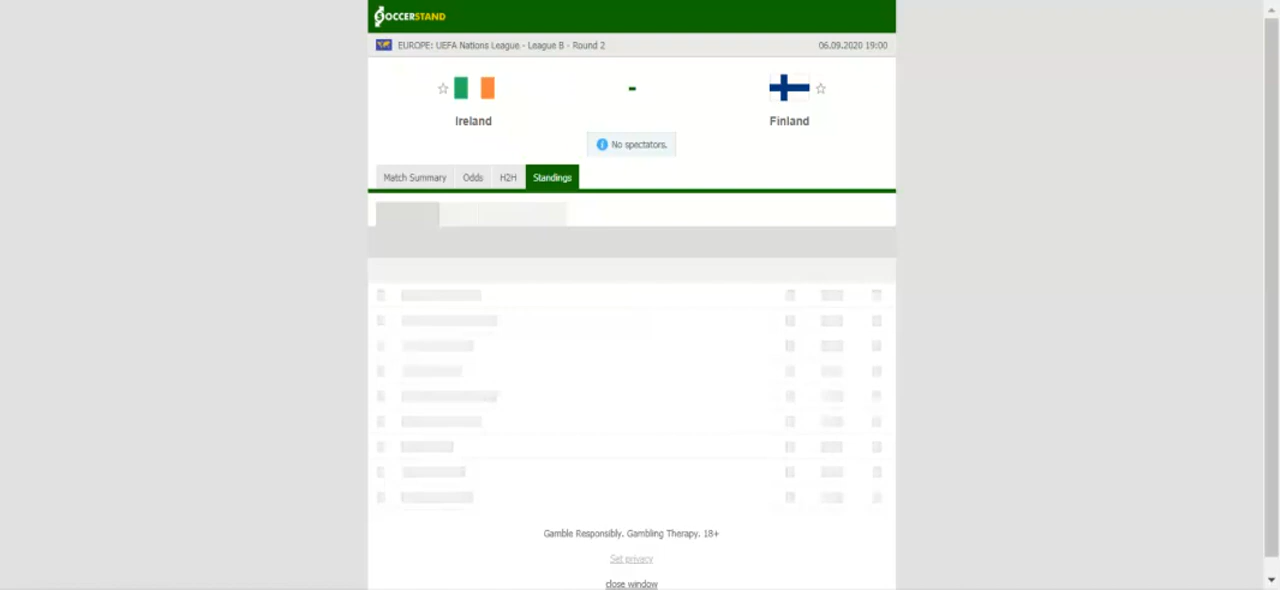 SOCCERSTAND
EUROPE: UEFA Nations League - League B - Round 2 06.09.2020 19:00
-
Ireland Finland
No spectators.
Match Summary Odds H2H Standings
Gamble Responsibly. Gambling Therapy. 18+
Set privacy
close window